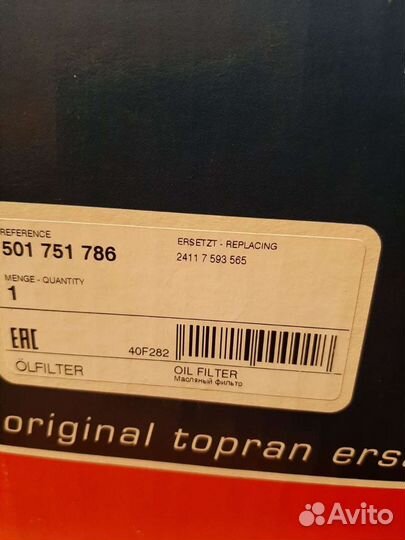 REFERENCE
501 751 786
ERSETZT - REPLACING
2411 7 593 565
MENGE - QUANTITY
1
EAC
40F282
ÖLFILTER
OIL FILTER
Масляный фильтр
original topran ersa
Avito